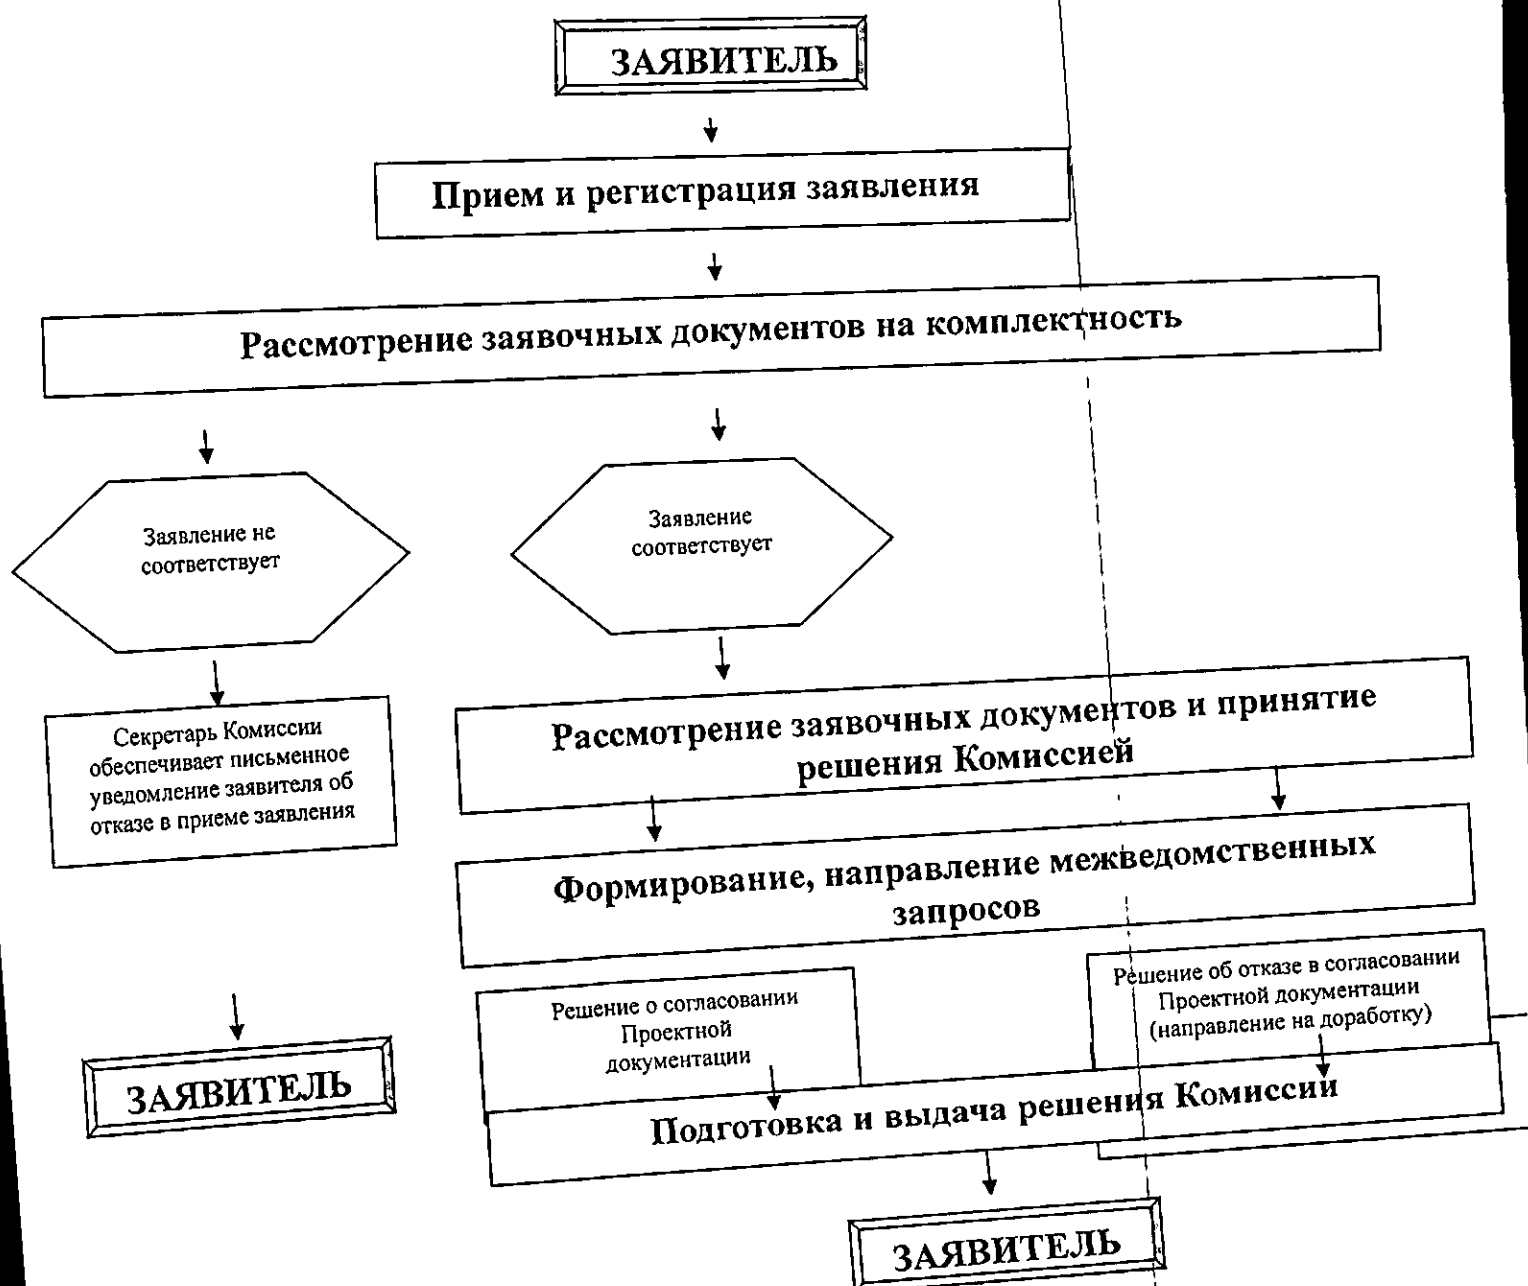 ЗАЯВИТЕЛЬ
Прием и регистрация заявления
Рассмотрение заявочных документов на комплектность
Заявление не
соответствует
Заявление
соответствует
Секретарь Комиссии
обеспечивает письменное
уведомление заявителя об
отказе в приеме заявления
Рассмотрение заявочных документов и принятие
решения Комиссией
Формирование, направление межведомственных
запросов
Решение о согласовании
Проектной
документации
Решение об отказе в согласовании
Проектной документации
(направление на доработку)
ЗАЯВИТЕЛЬ
Подготовка и выдача решения Комиссии
ЗАЯВИТЕЛЬ